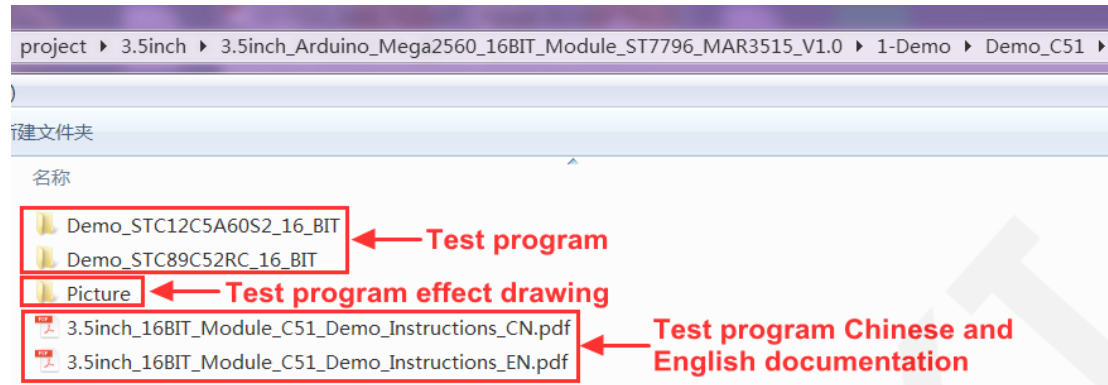 project ▸ 3.5inch ▸ 3.5inch_Arduino_Mega2560_16BIT_Module_ST7796_MAR3515_V1.0 ▸ 1-Demo ▸ Demo_C51 ▸
)
新建文件夹
名称
Demo_STC12C5A60S2_16_BIT
Test program
Demo_STC89C52RC_16_BIT
Picture
Test program effect drawing
3.5inch_16BIT_Module_C51_Demo_Instructions_CN.pdf
3.5inch_16BIT_Module_C51_Demo_Instructions_EN.pdf
Test program Chinese and
English documentation